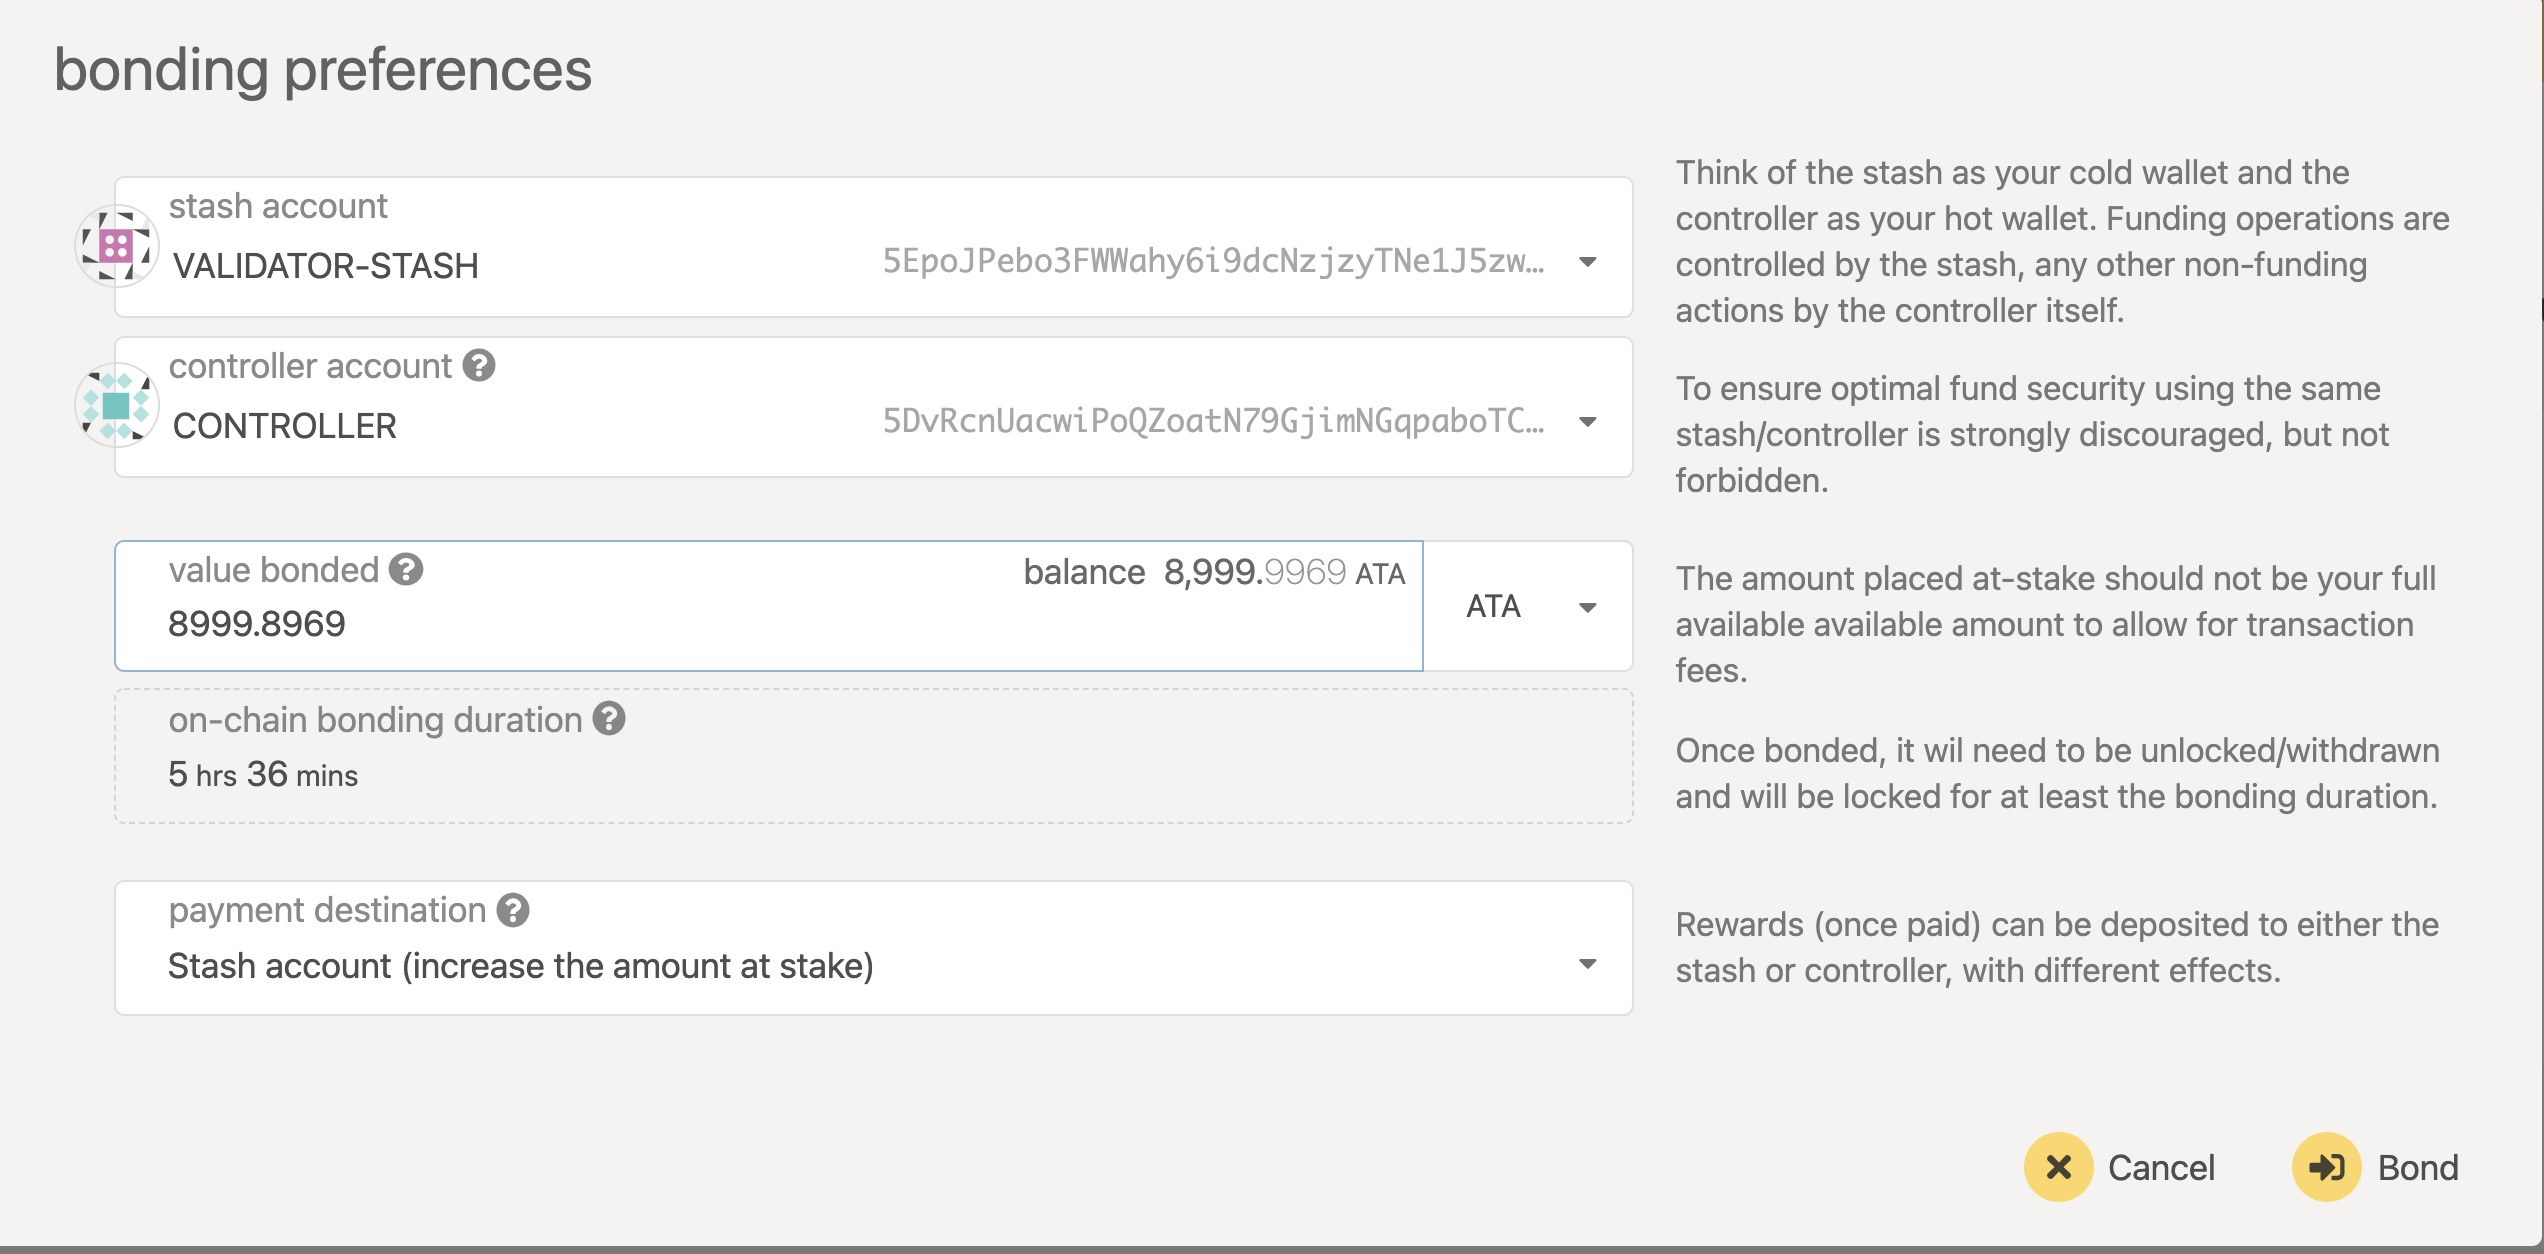 bonding preferences
stash account
VALIDATOR-STASH
5EpoJPebo3FWWahy6i9dcNzjzyTNe1J5zw…
Think of the stash as your cold wallet and the
controller as your hot wallet. Funding operations are
controlled by the stash, any other non-funding
actions by the controller itself.
controller account
CONTROLLER
5DvRcnUacwiPoQZoatN79GjimNGqpaboTC…
To ensure optimal fund security using the same
stash/controller is strongly discouraged, but not
forbidden.
value bonded
balance 8,999.9969 ATA
8999.8969
ATA
The amount placed at-stake should not be your full
available available amount to allow for transaction
fees.
on-chain bonding duration
5 hrs 36 mins
Once bonded, it wil need to be unlocked/withdrawn
and will be locked for at least the bonding duration.
payment destination
Stash account (increase the amount at stake)
Rewards (once paid) can be deposited to either the
stash or controller, with different effects.
Cancel
Bond